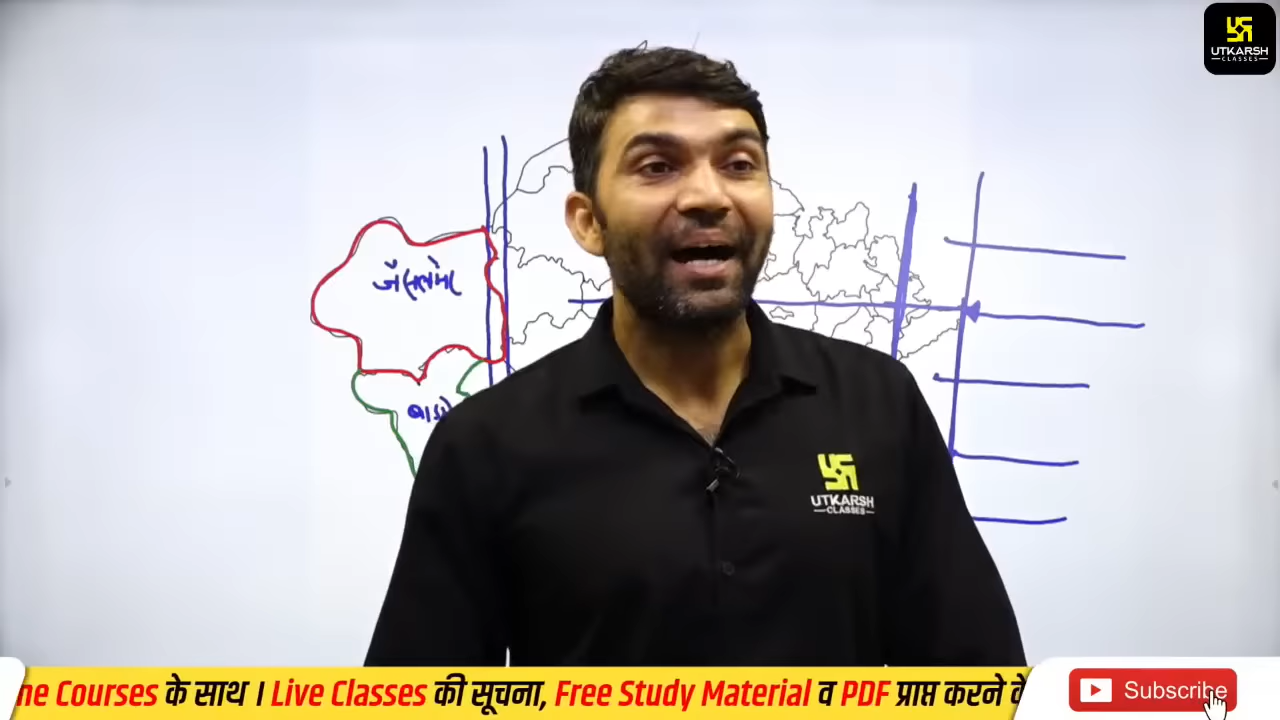 UTKARSH
CLASSES
जैसलमेर
UTKARSH
CLASSES
ne Courses के साथ । Live Classes की सूचना, Free Study Material व PDF प्राप्त करने के
Subscribe